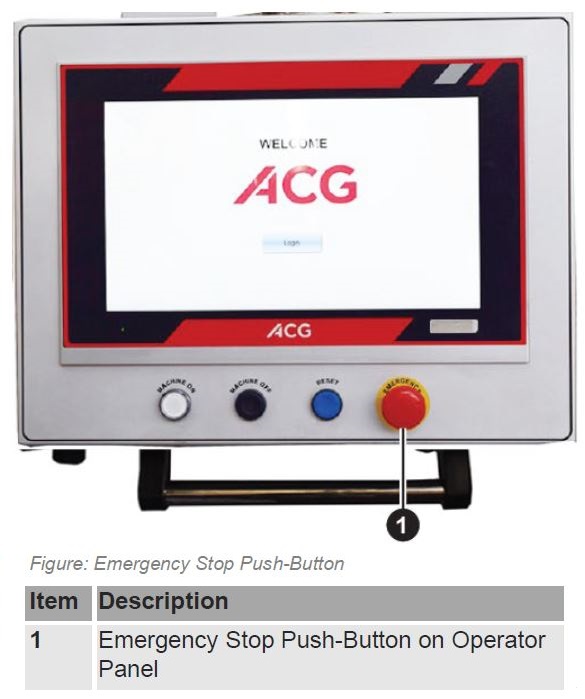 WELCOME
ACG
Login
ACG
MACHINE ON
MACHINE OFF
RESET
EMERGENCY
1
Figure: Emergency Stop Push-Button
Item Description
1 Emergency Stop Push-Button on Operator
Panel